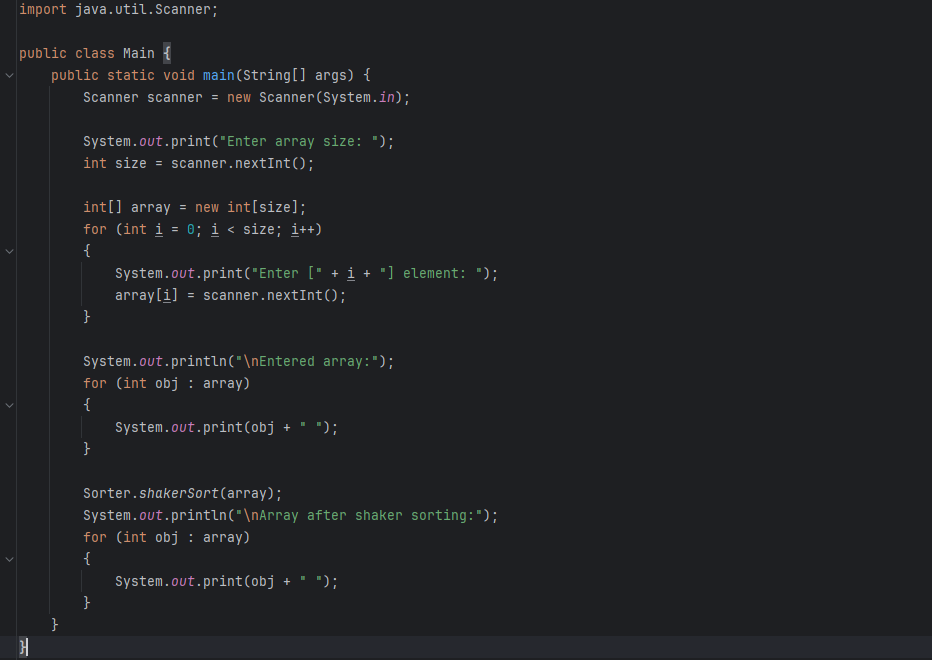 import java.util.Scanner;
public class Main {
    public static void main(String[] args) {
        Scanner scanner = new Scanner(System.in);
        System.out.print("Enter array size: ");
        int size = scanner.nextInt();
        int[] array = new int[size];
        for (int i = 0; i < size; i++)
        {
            System.out.print("Enter [" + i + "] element: ");
            array[i] = scanner.nextInt();
        }
        System.out.println("\nEntered array:");
        for (int obj : array)
        {
            System.out.print(obj + " ");
        }
        Sorter.shakerSort(array);
        System.out.println("\nArray after shaker sorting:");
        for (int obj : array)
        {
            System.out.print(obj + " ");
        }
    }
}